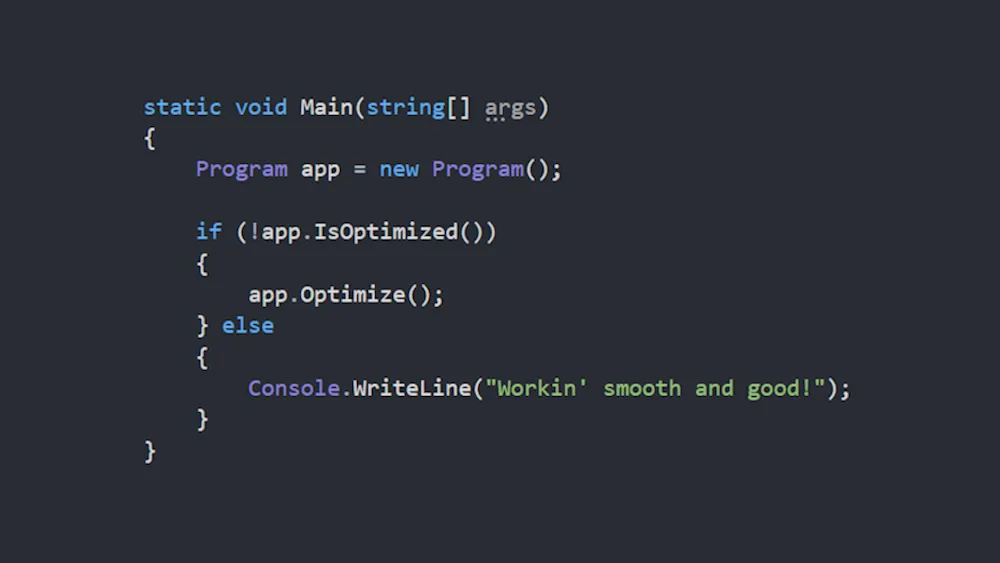 static void Main(string[] args)
{
    Program app = new Program();

    if (!app.IsOptimized())
    {
        app.Optimize();
    } else
    {
        Console.WriteLine("Workin' smooth and good!");
    }
}